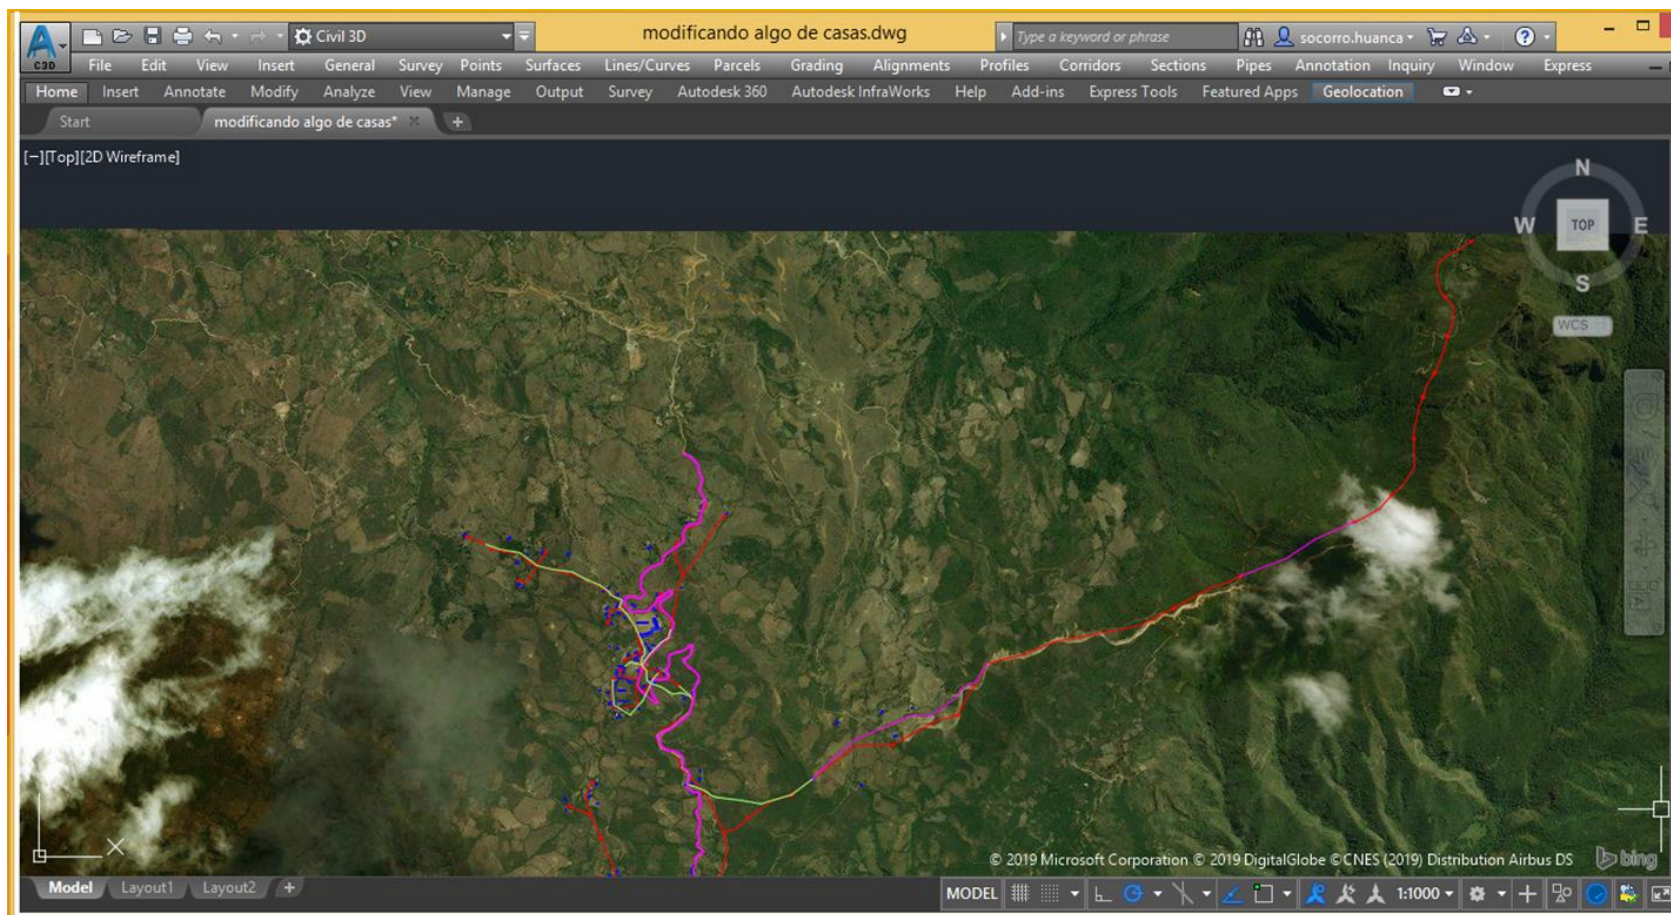 modificando algo de casas.dwg
Civil 3D
Type a keyword or phrase
socorro.huanca
C3D
File Edit View Insert General Survey Points Surfaces Lines/Curves Parcels Grading Alignments Profiles Corridors Sections Pipes Annotation Inquiry Window Express
Home Insert Annotate Modify Analyze View Manage Output Survey Autodesk 360 Autodesk InfraWorks Help Add-ins Express Tools Featured Apps Geolocation
Start modificando algo de casas*
[−][Top][2D Wireframe]
N
W TOP E
S
WCS
© 2019 Microsoft Corporation © 2019 DigitalGlobe © CNES (2019) Distribution Airbus DS
bing
Model Layout1 Layout2 +
MODEL 1:1000